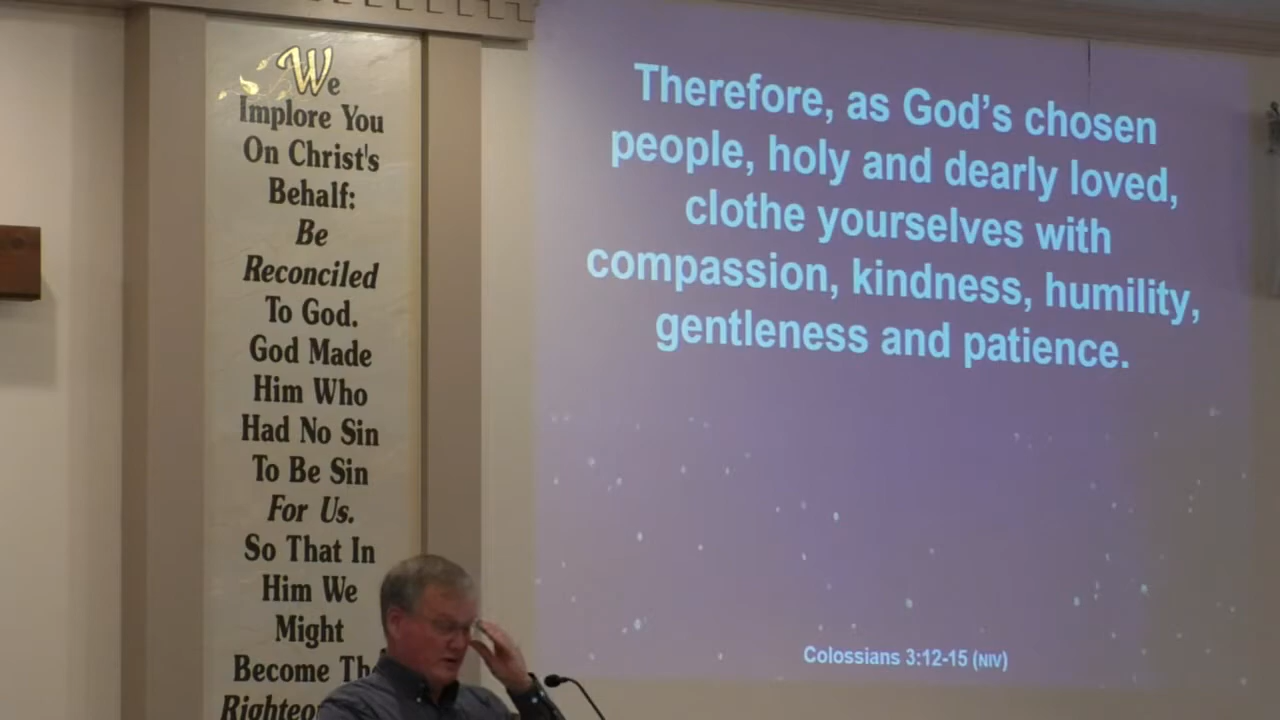 We
Implore You
On Christ's
Behalf:
Be
Reconciled
To God.
God Made
Him Who
Had No Sin
To Be Sin
For Us.
So That In
Him We
Might
Become
Therefore, as God’s chosen
people, holy and dearly loved,
clothe yourselves with
compassion, kindness, humility,
gentleness and patience.
Colossians 3:12-15 (NIV)